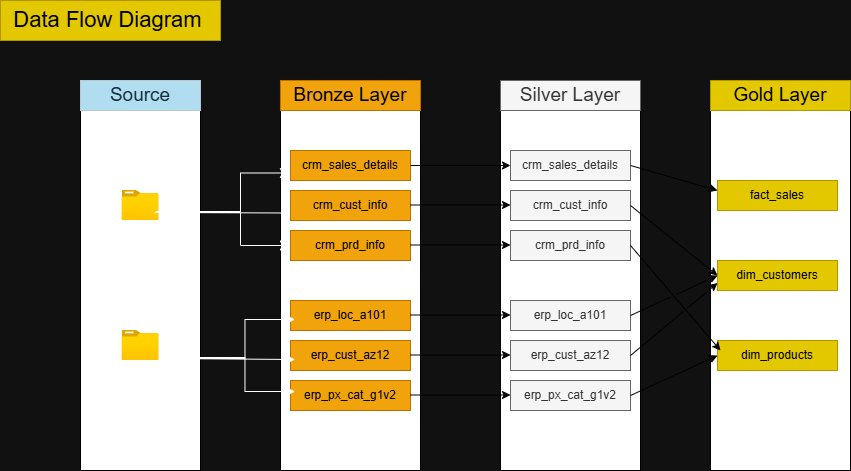 Data Flow Diagram
Source
Bronze Layer
Silver Layer
Gold Layer
crm_sales_details
crm_sales_details
fact_sales
crm_cust_info
crm_cust_info
crm_prd_info
crm_prd_info
dim_customers
erp_loc_a101
erp_loc_a101
erp_cust_az12
erp_cust_az12
dim_products
erp_px_cat_g1v2
erp_px_cat_g1v2